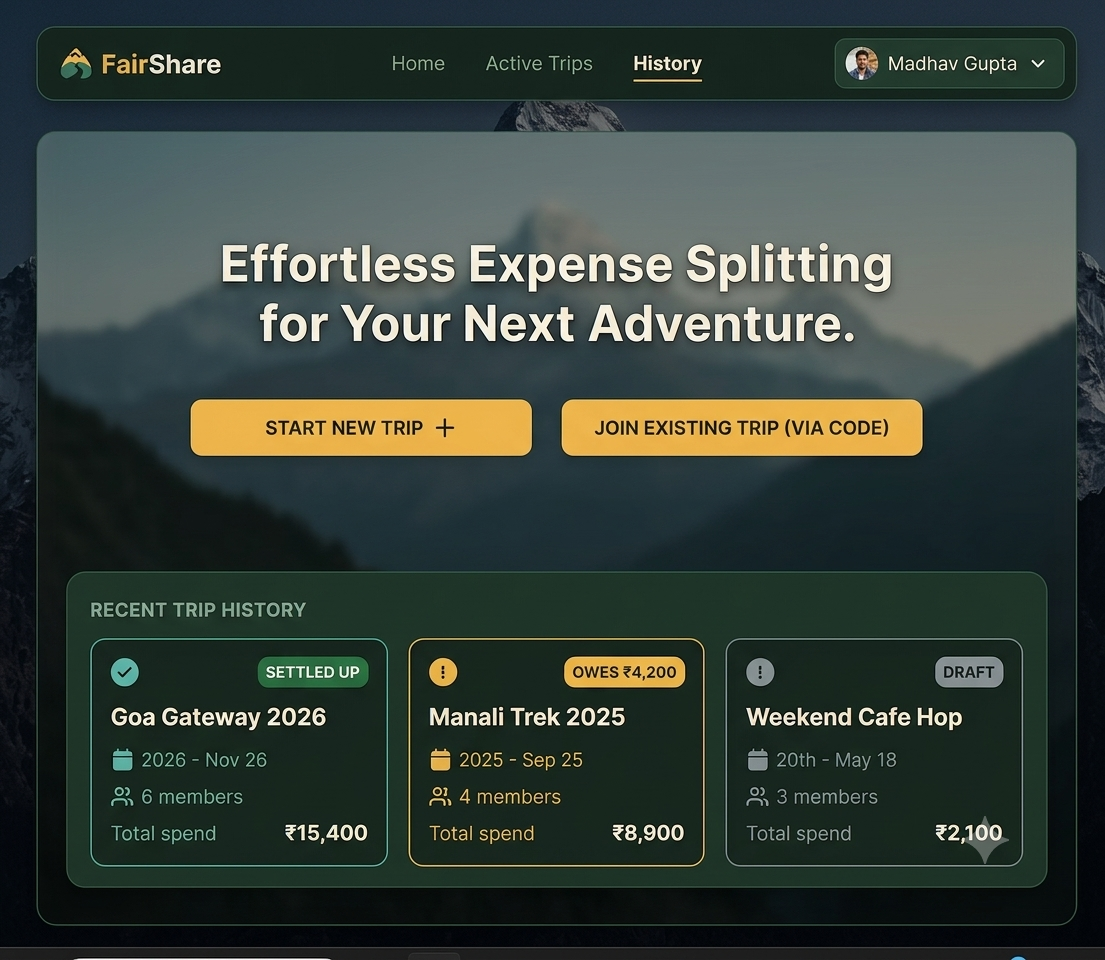 FairShare
Home Active Trips History
Madhav Gupta
Effortless Expense Splitting
for Your Next Adventure.
START NEW TRIP +
JOIN EXISTING TRIP (VIA CODE)
RECENT TRIP HISTORY
SETTLED UP
Goa Gateway 2026
2026 - Nov 26
6 members
Total spend ₹15,400
OWES ₹4,200
Manali Trek 2025
2025 - Sep 25
4 members
Total spend ₹8,900
DRAFT
Weekend Cafe Hop
20th - May 18
3 members
Total spend ₹2,100